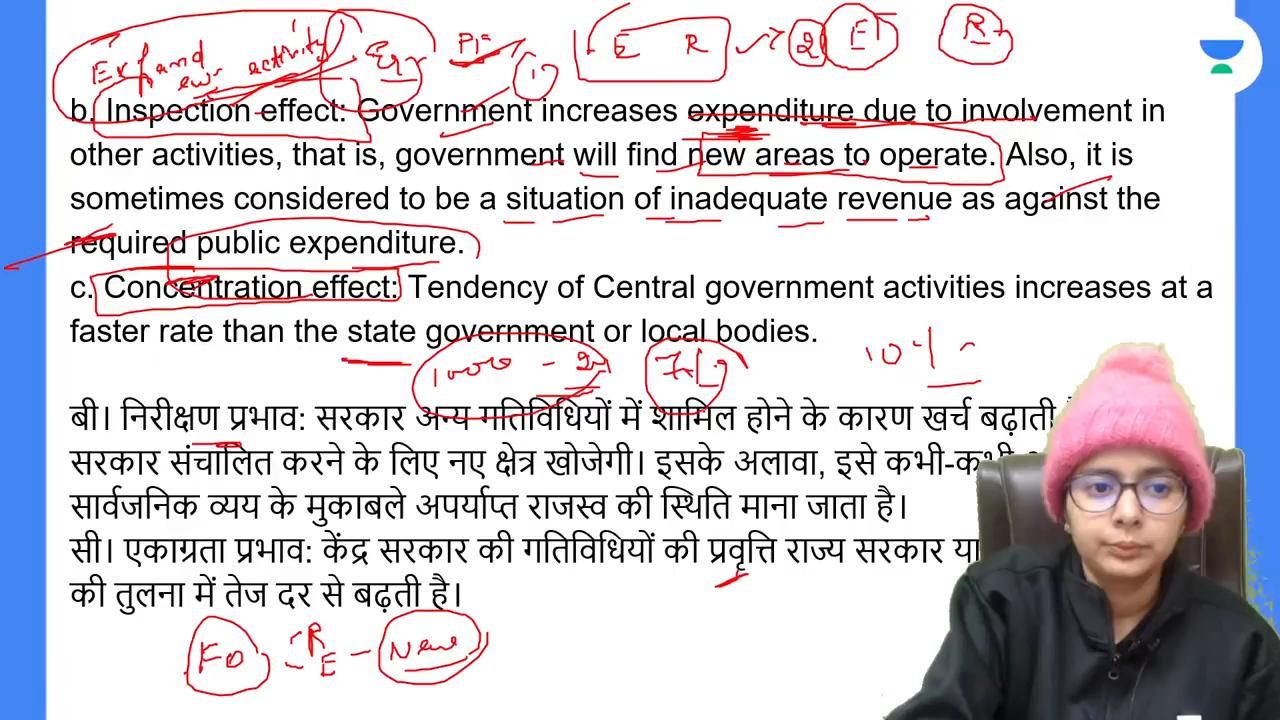 Expand
new activity
E R
2 E
R
b. Inspection effect: Government increases expenditure due to involvement in
other activities, that is, government will find new areas to operate. Also, it is
sometimes considered to be a situation of inadequate revenue as against the
required public expenditure.
c. Concentration effect: Tendency of Central government activities increases at a
faster rate than the state government or local bodies.
बी। निरीक्षण प्रभाव: सरकार अन्य गतिविधियों में शामिल होने के कारण खर्च बढ़ाती
सरकार संचालित करने के लिए नए क्षेत्र खोजेगी। इसके अलावा, इसे कभी-कभी
सार्वजनिक व्यय के मुकाबले अपर्याप्त राजस्व की स्थिति माना जाता है।
सी। एकाग्रता प्रभाव: केंद्र सरकार की गतिविधियों की प्रवृत्ति राज्य सरकार या
की तुलना में तेज दर से बढ़ती है।
R
E - New